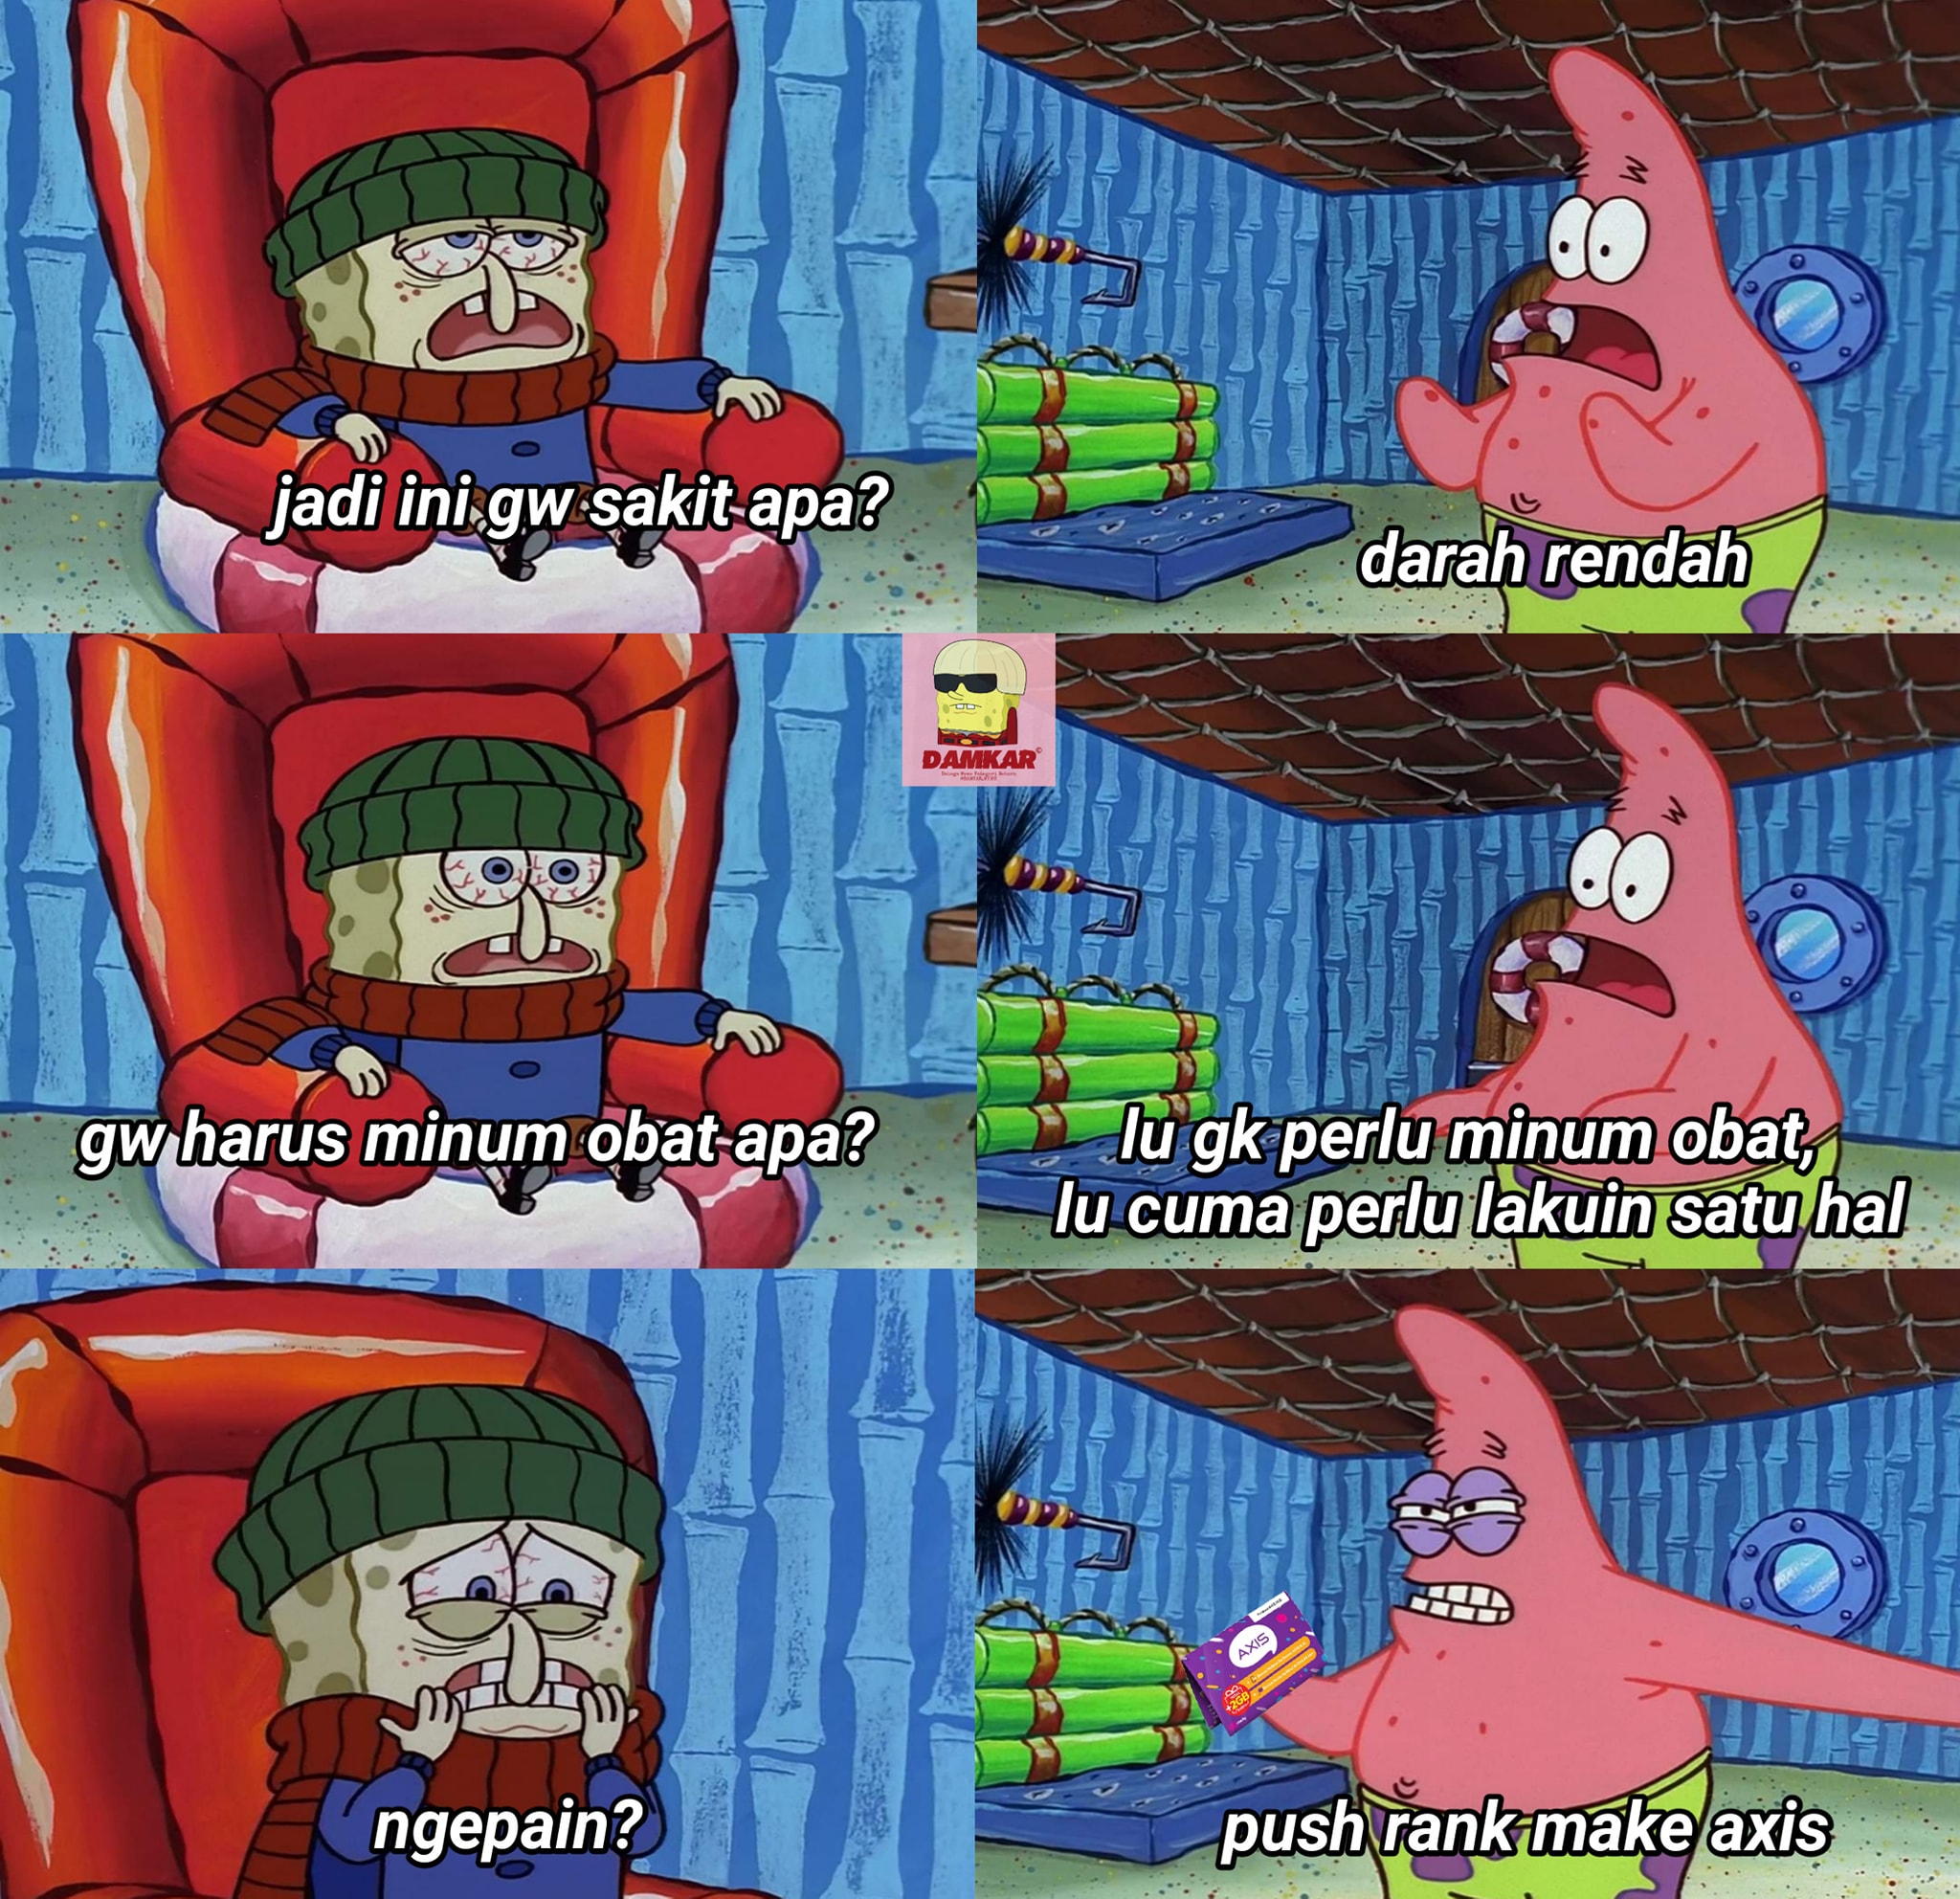 jadi ini gw sakit apa?
darah rendah
DAMKAR©
gw harus minum obat apa?
lu gk perlu minum obat,
lu cuma perlu lakuin satu hal
ngepain?
AXIS
+2GB
push rank make axis